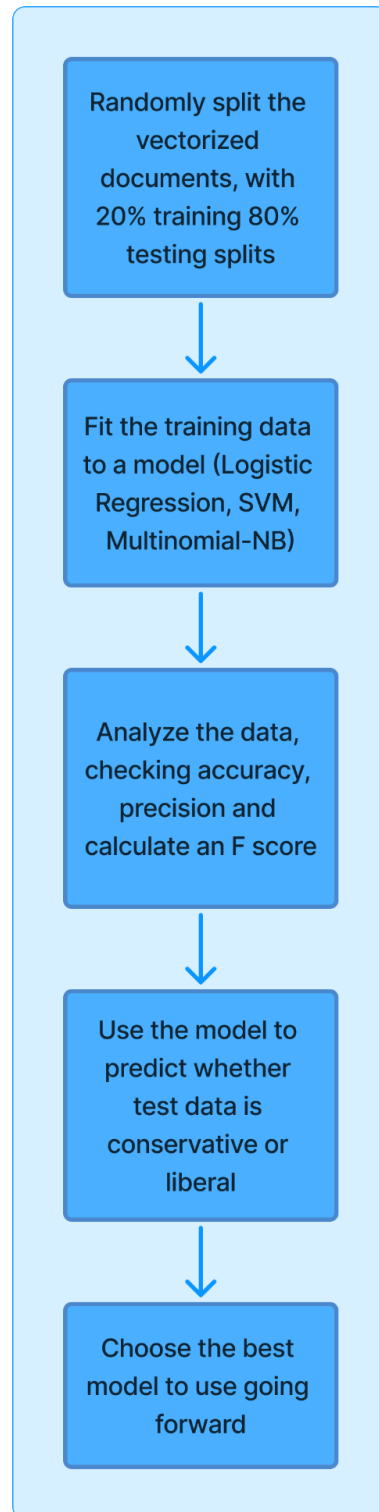 Randomly split the
vectorized
documents, with
20% training 80%
testing splits
Fit the training data
to a model (Logistic
Regression, SVM,
Multinomial-NB)
Analyze the data,
checking accuracy,
precision and
calculate an F score
Use the model to
predict whether
test data is
conservative or
liberal
Choose the best
model to use going
forward